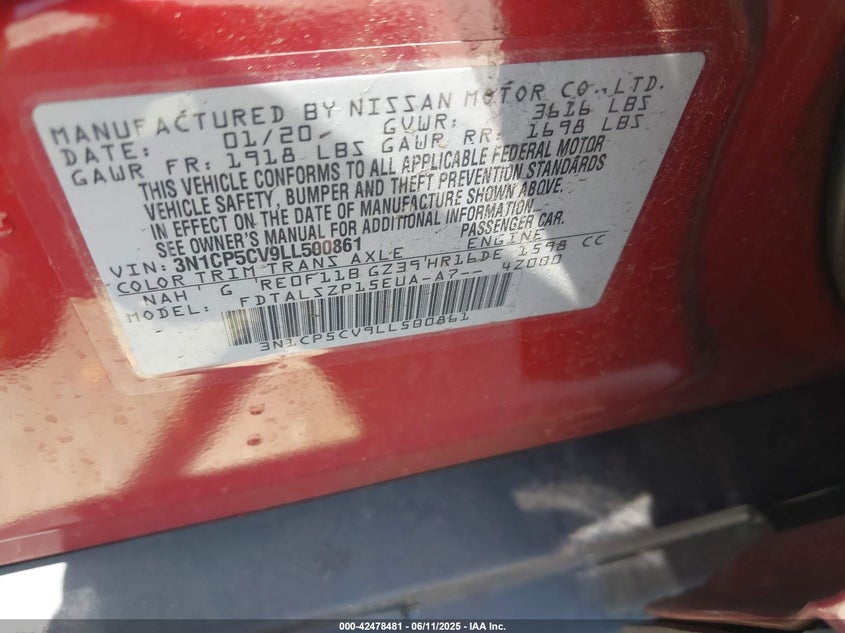 MANUFACTURED BY NISSAN MOTOR CO.,LTD.
DATE: 01/20- GVWR: 3616 LBS
GAWR FR: 1918 LBS GAWR RR: 1698 LBS
THIS VEHICLE CONFORMS TO ALL APPLICABLE FEDERAL MOTOR
VEHICLE SAFETY, BUMPER AND THEFT PREVENTION STANDARDS
IN EFFECT ON THE DATE OF MANUFACTURE SHOWN ABOVE.
SEE OWNER'S MANUAL FOR ADDITIONAL INFORMATION.
VIN: 3N1CP5CV9LL500861 PASSENGER CAR.
COLOR TRIM TRANS AXLE ENGINE
NAH G RE0F11B GZ39 HR16DE 1598 CC
MODEL: FDTALSZP15EUA-A7-- 4Z000
3N1CP5CV9LL500861
000-42478481 - 06/11/2025 - IAA Inc.